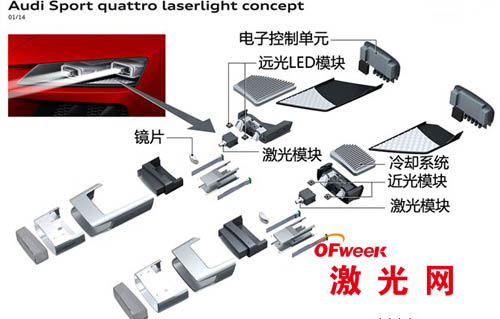 Audi Sport quattro laserlight concept
01/14
电子控制单元
远光LED模块
镜片
激光模块
冷却系统
近光模块
激光模块
OFweek
激光网